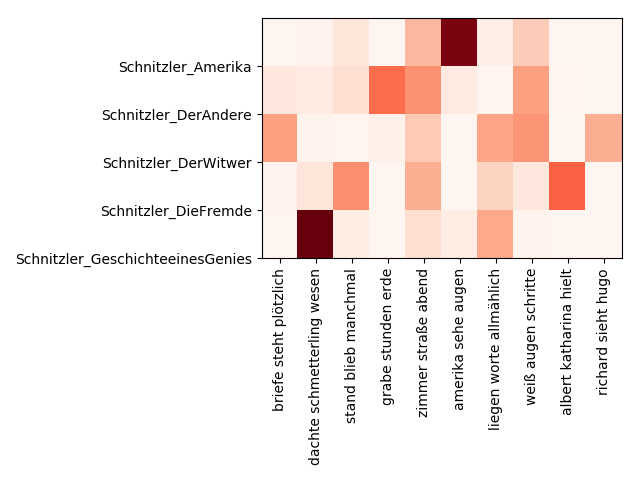 Schnitzler_Amerika
Schnitzler_DerAndere
Schnitzler_DerWitwer
Schnitzler_DieFremde
Schnitzler_GeschichteeinesGenies
briefe steht plötzlich
dachte schmetterling wesen
stand blieb manchmal
grabe stunden erde
zimmer straße abend
amerika sehe augen
liegen worte allmählich
weiß augen schritte
albert katharina hielt
richard sieht hugo